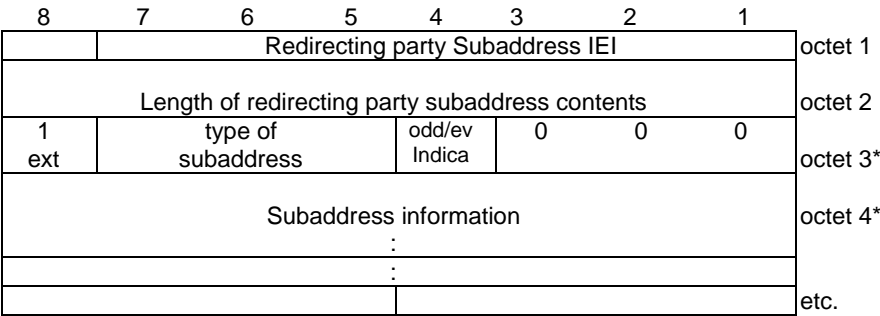 8 7 6 5 4 3 2 1
Redirecting party Subaddress IEI octet 1
Length of redirecting party subaddress contents octet 2
1 type of odd/ev 0 0 0
ext subaddress Indica octet 3*
Subaddress information octet 4*
:
:
etc.